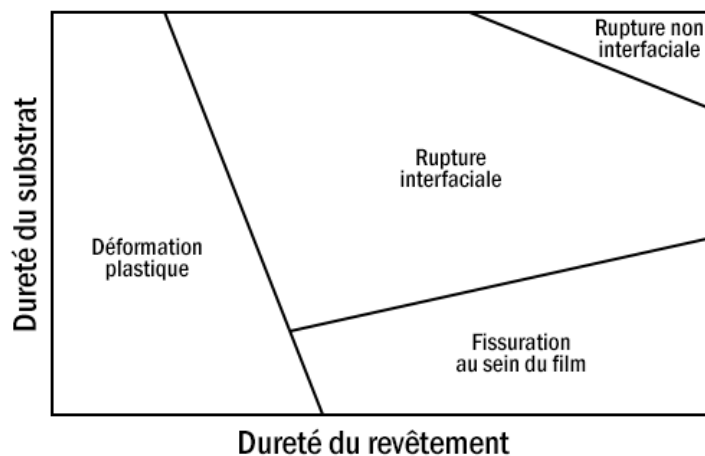 Rupture non
interfaciale
Dureté du substrat
Rupture
interfaciale
Déformation
plastique
Fissuration
au sein du film
Dureté du revêtement